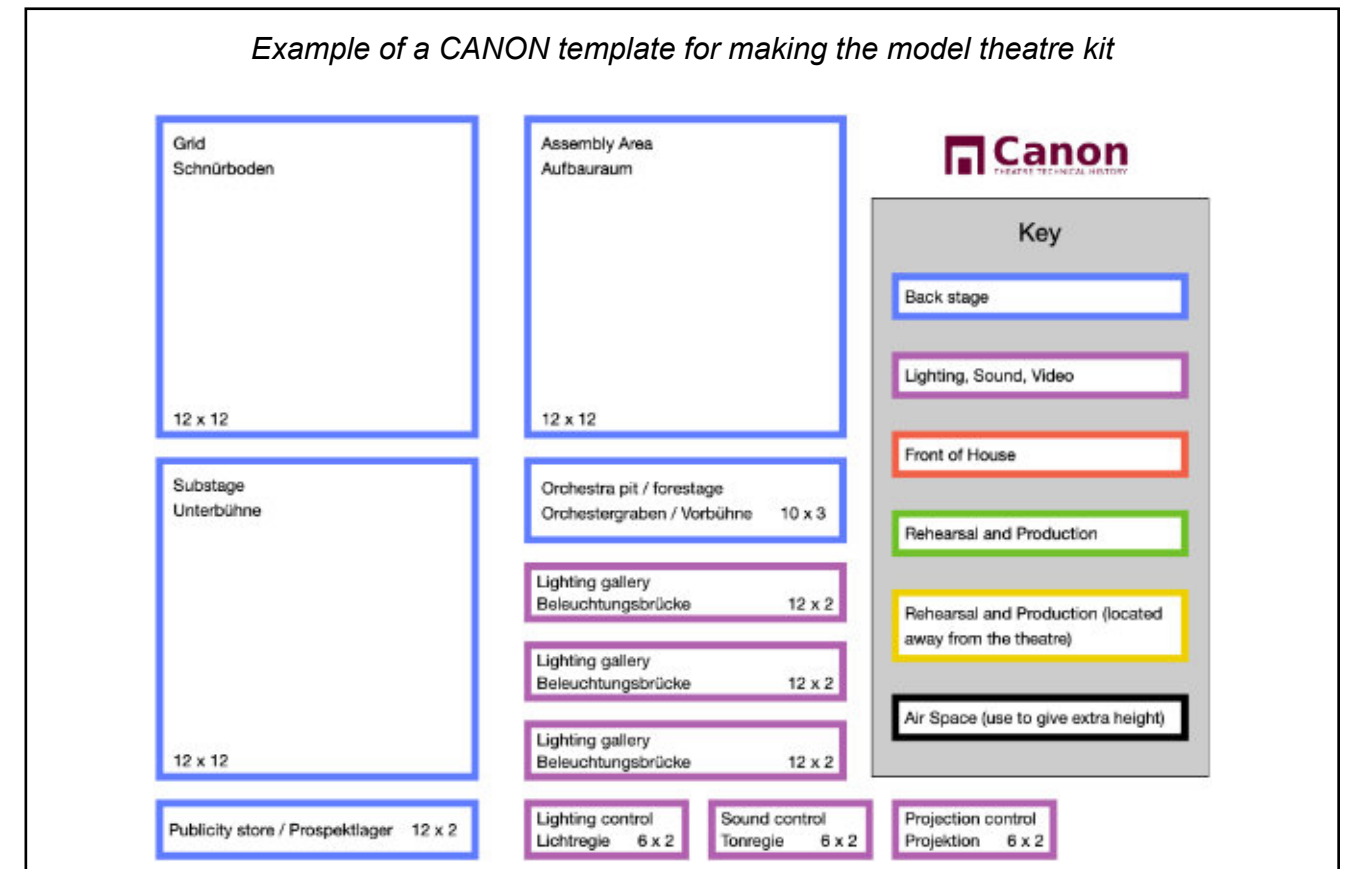 Example of a CANON template for making the model theatre kit
Grid
Schnürboden
12 x 12
Assembly Area
Aufbauraum
12 x 12
Canon
THEATRE TECHNICAL HISTORY
Key
Back stage
Lighting, Sound, Video
Front of House
Rehearsal and Production
Rehearsal and Production (located
away from the theatre)
Air Space (use to give extra height)
Substage
Unterbühne
12 x 12
Orchestra pit / forestage
Orchestergraben / Vorbühne 10 x 3
Lighting gallery
Beleuchtungsbrücke 12 x 2
Lighting gallery
Beleuchtungsbrücke 12 x 2
Lighting gallery
Beleuchtungsbrücke 12 x 2
Publicity store / Prospektlager 12 x 2
Lighting control
Lichtregie 6 x 2
Sound control
Tonregie 6 x 2
Projection control
Projektion 6 x 2